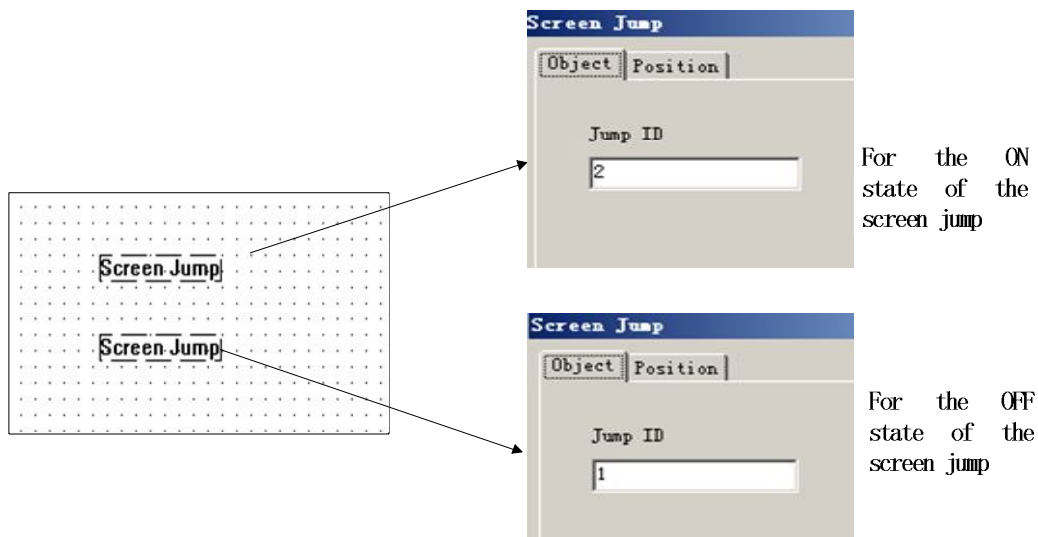 Screen Jump
Screen Jump
Screen Jump
Object Position
Jump ID
2
For the ON
state of the
screen jump
Screen Jump
Object Position
Jump ID
1
For the OFF
state of the
screen jump